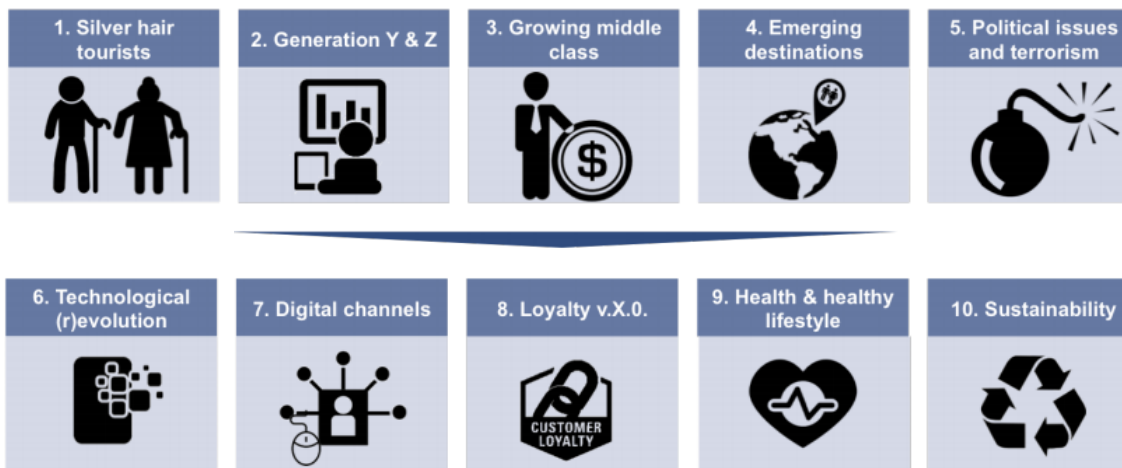 1. Silver hair
tourists
2. Generation Y & Z
3. Growing middle
class
4. Emerging
destinations
5. Political issues
and terrorism
$
6. Technological
(r)evolution
7. Digital channels
8. Loyalty v.X.0.
CUSTOMER
LOYALTY
9. Health & healthy
lifestyle
10. Sustainability